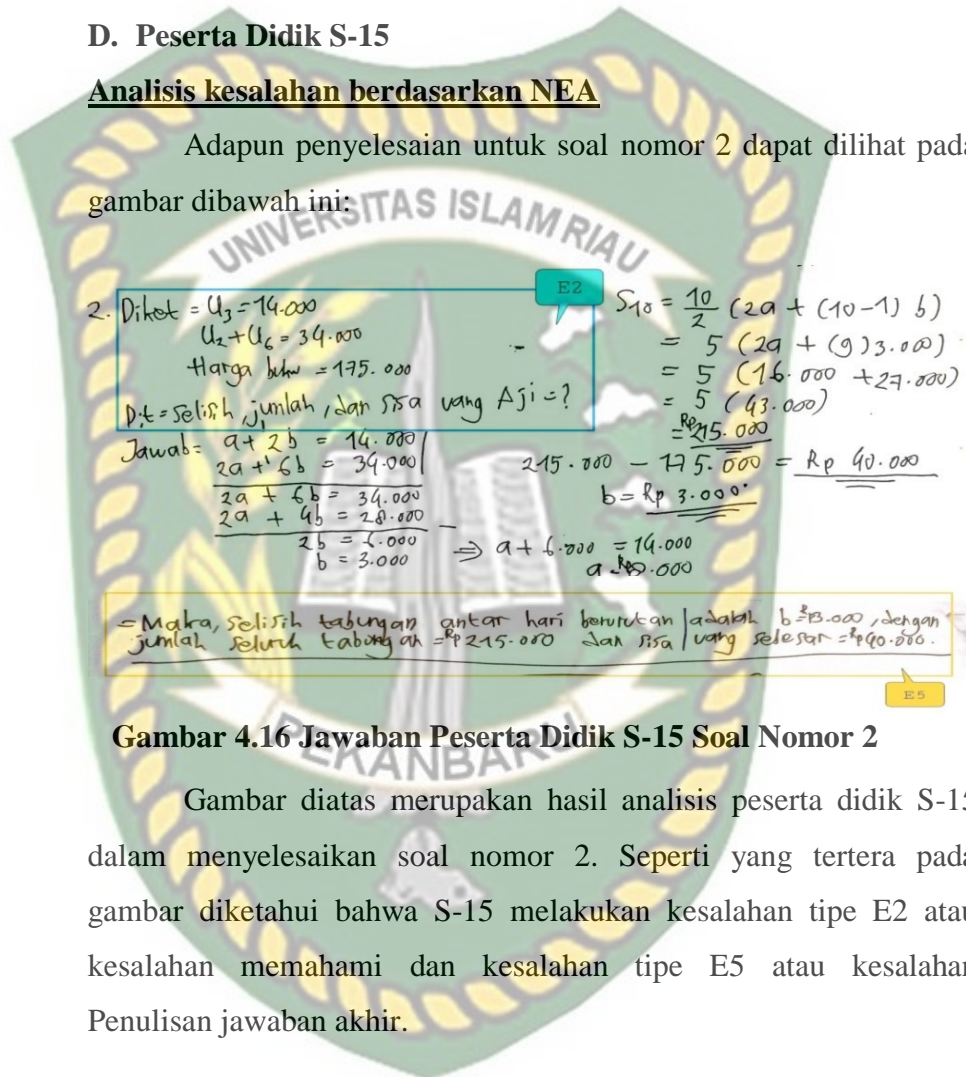 D. Peserta Didik S-15
Analisis kesalahan berdasarkan NEA
Adapun penyelesaian untuk soal nomor 2 dapat dilihat pada
gambar dibawah ini:
UNIVERSITAS ISLAM RIAU
E2
2. Diket = U3 = 14.000
U2+U6 = 34.000
Harga = 175.000
Dit = selisih, jumlah, dan sisa uang Aji = ?
Jawab = a + 2b = 14.000
2a + 6b = 34.000
2a + 6b = 34.000
2a + 4b = 28.000 –
2b = 6.000
b = 3.000
⇒ a + 6.000 = 14.000
S10 = 10/2 (2a + (10-1) b)
= 5 (2a + (9)3.000)
= 5 (16.000 + 27.000)
= 5 (43.000)
= Rp 215.000
215.000 – 175.000 = Rp 40.000
b = Rp 3.000
= Maka, selisih tabungan antar hari berurutan adalah b = Rp3.000, dengan
jumlah seluruh tabungan = Rp 215.000 dan sisa uang sebesar = Rp40.000.
E5
PEKANBARU
Gambar 4.16 Jawaban Peserta Didik S-15 Soal Nomor 2
Gambar diatas merupakan hasil analisis peserta didik S-15
dalam menyelesaikan soal nomor 2. Seperti yang tertera pada
gambar diketahui bahwa S-15 melakukan kesalahan tipe E2 atau
kesalahan memahami dan kesalahan tipe E5 atau kesalahan
Penulisan jawaban akhir.